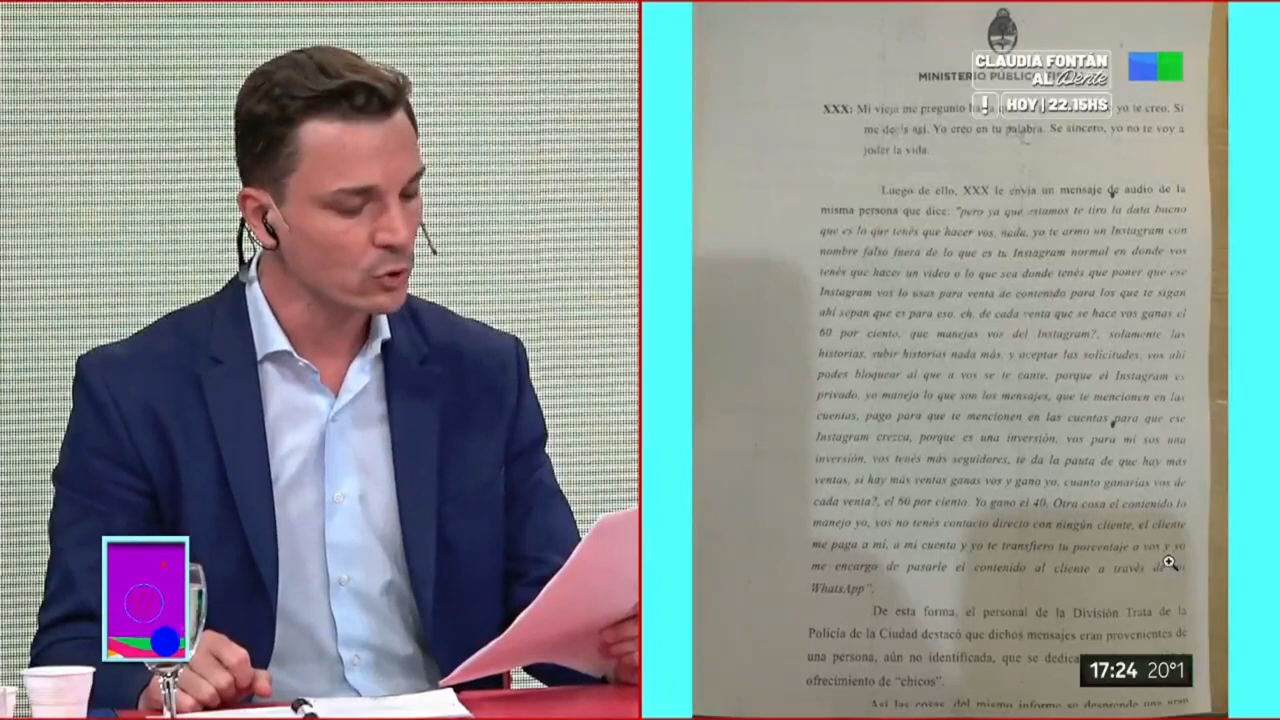 CLAUDIA FONTÁN
AL Dente
! HOY | 22.15HS
MINISTERIO PÚBLICO
XXX: Mi vieja me pregunto yo te creo. Si
me decís así. Yo creo en tu palabra. Se sincero, yo no te voy a
joder la vida.
Luego de ello, XXX le envía un mensaje de audio de la
misma persona que dice: "pero ya que estamos te tiro la data bueno
que es lo que tenés que hacer vos, nada, yo te armo un Instagram con
nombre falso fuera de lo que es tu Instagram normal en donde vos
tenés que hacer un video o lo que sea donde tenés que poner que ese
Instagram vos lo usas para venta de contenido para los que te sigan
ahí sepan que es para eso, eh, de cada venta que se hace vos ganas el
60 por ciento, que manejas vos del Instagram?, solamente las
historias, subir historias nada más, y aceptar las solicitudes, vos ahí
podes bloquear al que a vos se te cante, porque el Instagram es
privado, yo manejo lo que son los mensajes, que te mencionen en las
cuentas, pago para que te mencionen en las cuentas para que ese
Instagram crezca, porque es una inversión, vos para mi sos una
inversión, vos tenés más seguidores, te da la pauta de que hay más
ventas, si hay más ventas ganas vos y gano yo, cuanto ganarías vos de
cada venta?, el 60 por ciento. Yo gano el 40. Otra cosa el contenido lo
manejo yo, vos no tenés contacto directo con ningún cliente, el cliente
me paga a mi, a mi cuenta y yo te transfiero tu porcentaje a vos y yo
me encargo de pasarle el contenido al cliente a través de mi
WhatsApp".
De esta forma, el personal de la División Trata de la
Policía de la Ciudad destacó que dichos mensajes eran provenientes de
una persona, aún no identificada, que se
ofrecimiento de "chicos".
Así las cosas, del mismo informe se desprende una gran
17:24 20°1